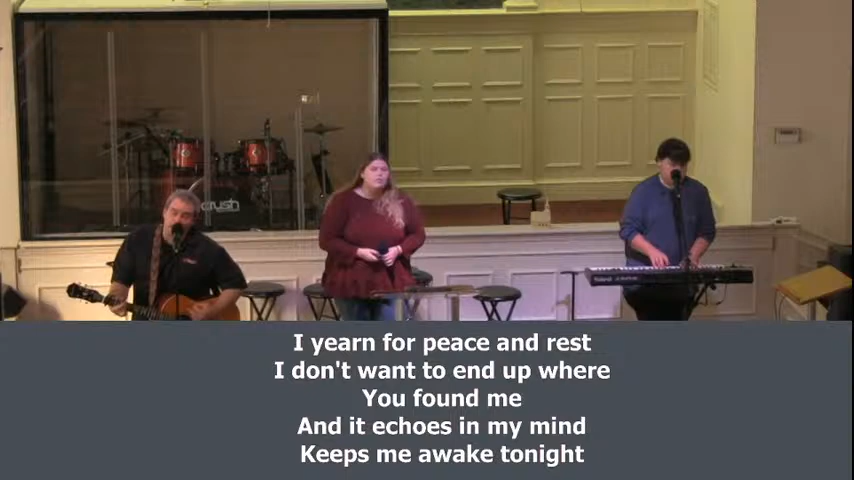 crush
I yearn for peace and rest
I don't want to end up where
You found me
And it echoes in my mind
Keeps me awake tonight